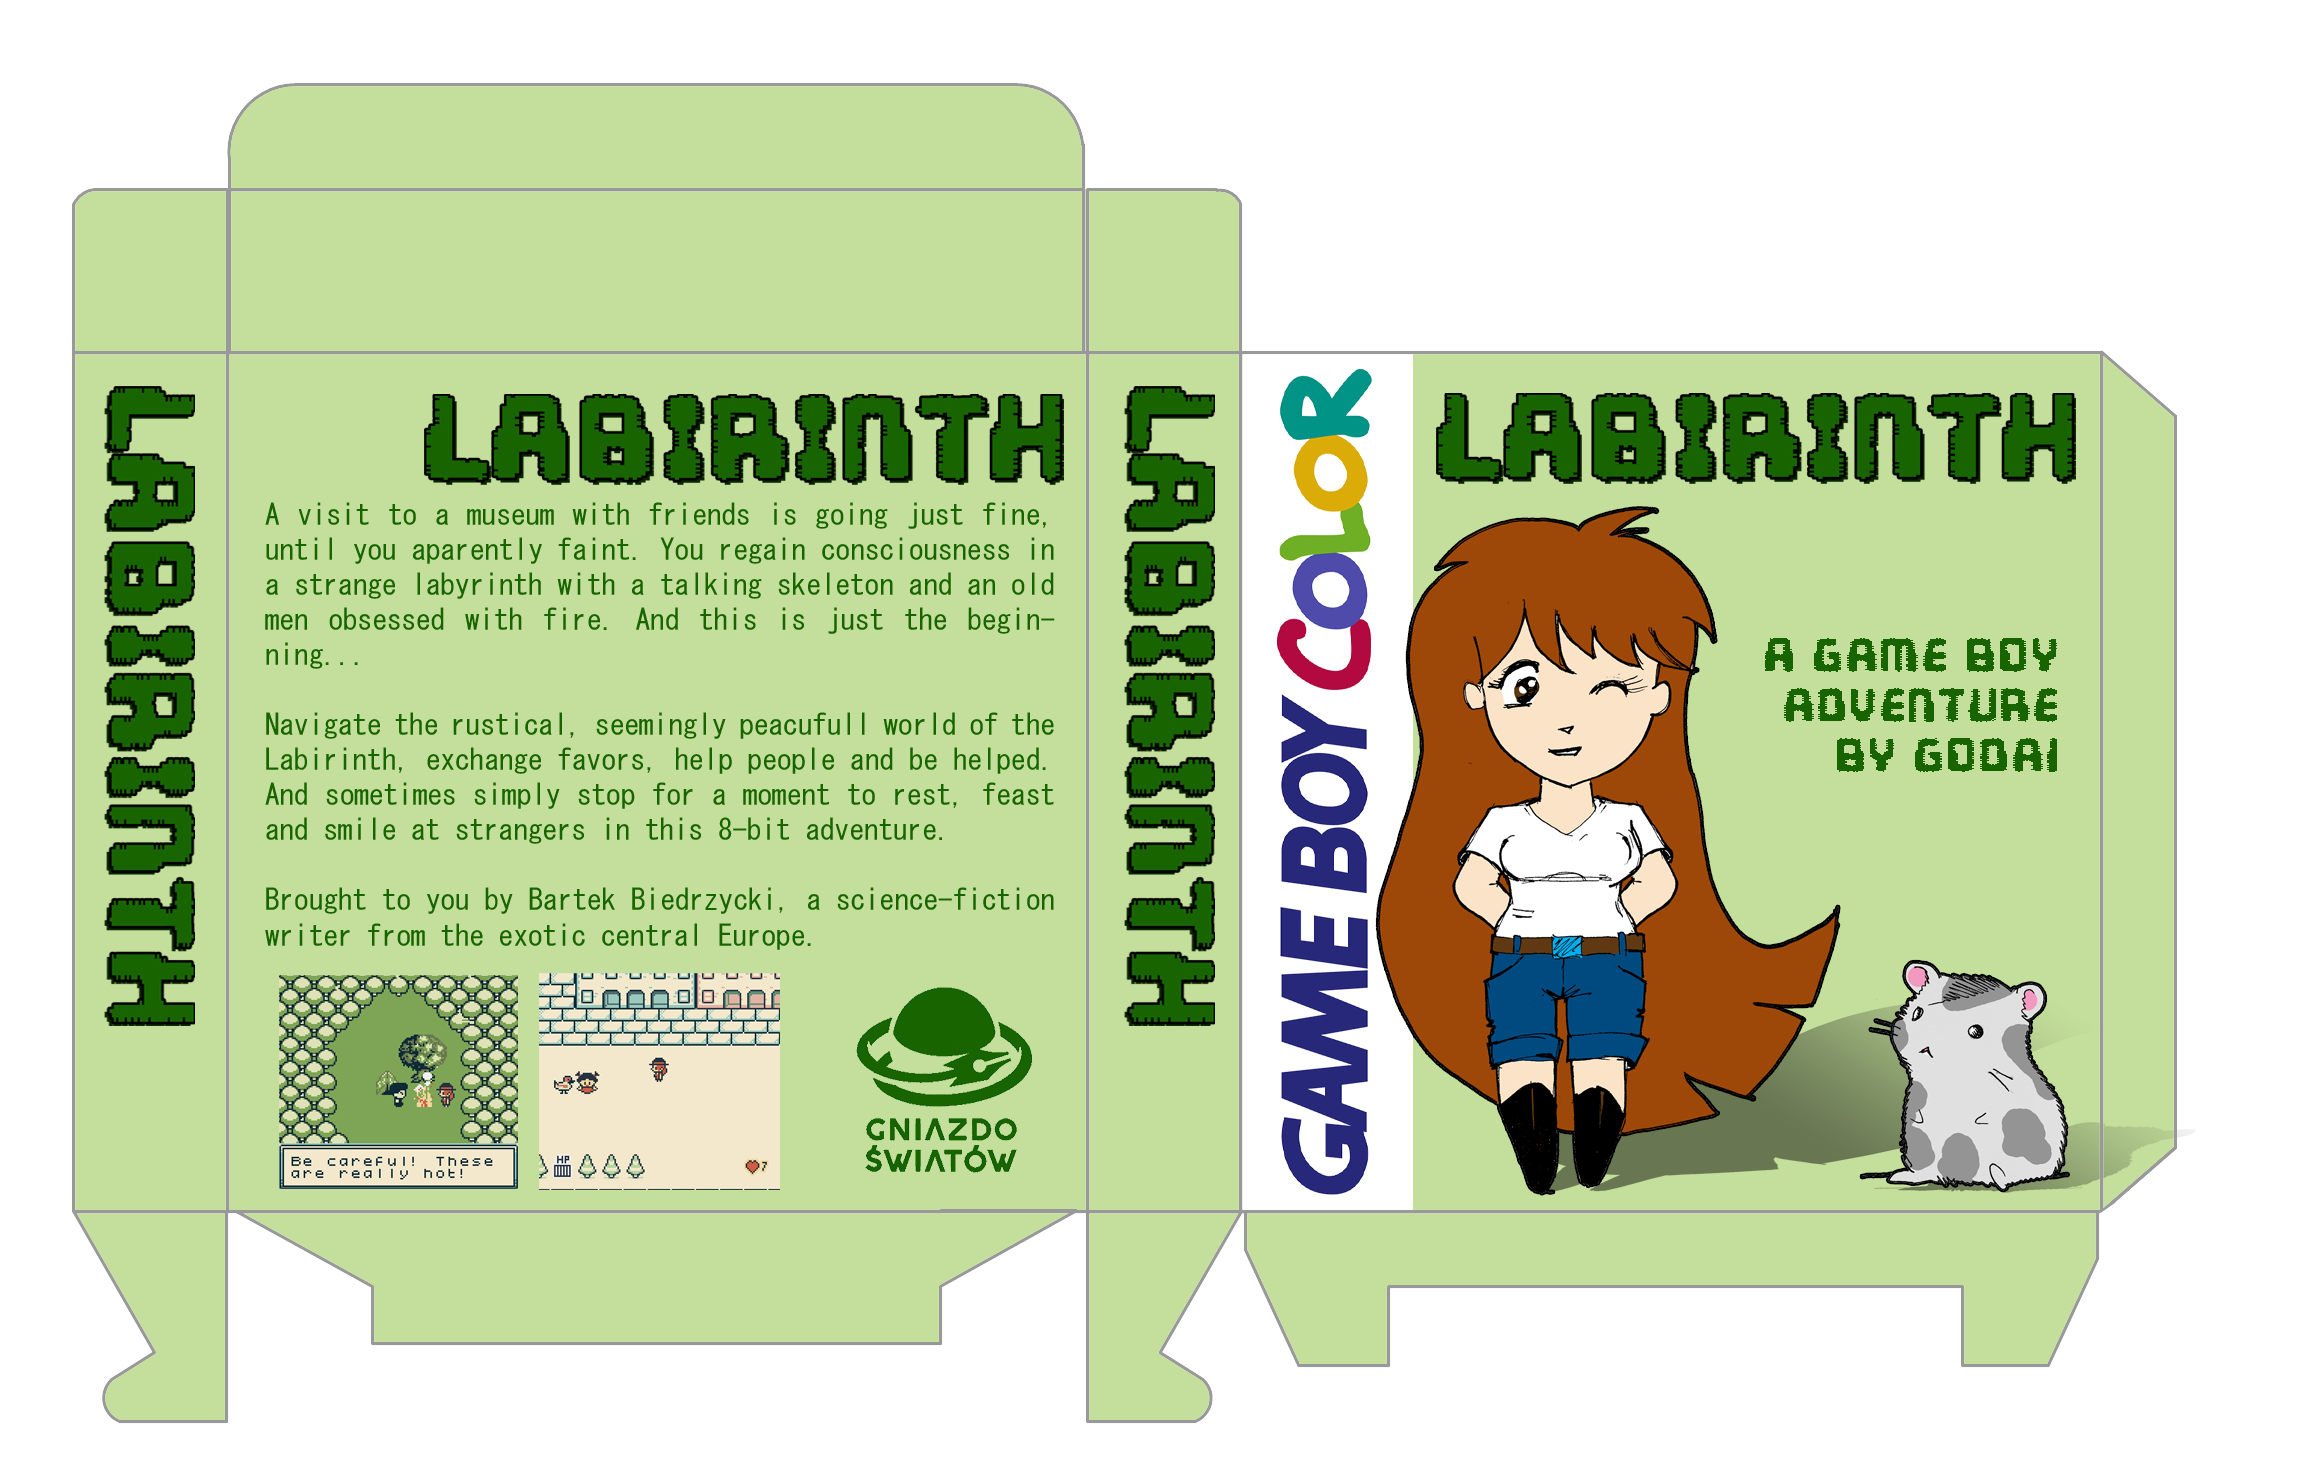 LABIRINTH
LABIRINTH
A visit to a museum with friends is going just fine,
until you aparently faint. You regain consciousness in
a strange labyrinth with a talking skeleton and an old
men obsessed with fire. And this is just the begin-
ning...
Navigate the rustical, seemingly peacufull world of the
Labirinth, exchange favors, help people and be helped.
And sometimes simply stop for a moment to rest, feast
and smile at strangers in this 8-bit adventure.
Brought to you by Bartek Biedrzycki, a science-fiction
writer from the exotic central Europe.
Be careful! These
are really hot!
HP
7
GNIAZDO
ŚWIATÓW
LABIRINTH
GAME BOY COLOR
LABIRINTH
A GAME BOY
ADVENTURE
BY GODAI